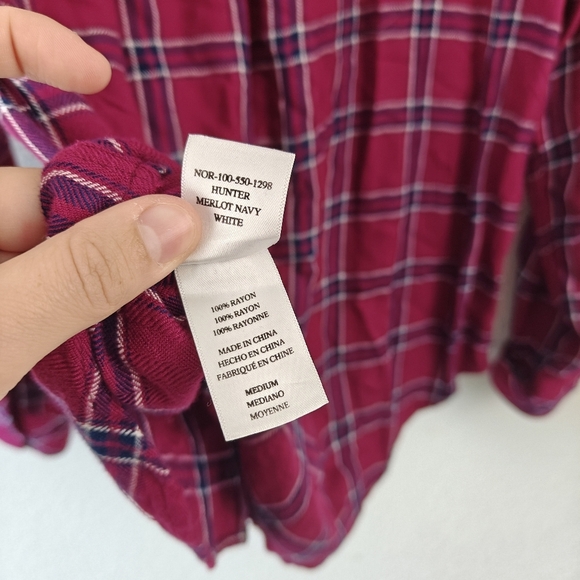 NOR-100-550-1298
HUNTER
MERLOT NAVY
WHITE
100% RAYON
100% RAYON
100% RAYONNE
MADE IN CHINA
HECHO EN CHINA
FABRIQUÉ EN CHINE
MEDIUM
MEDIANO
MOYENNE